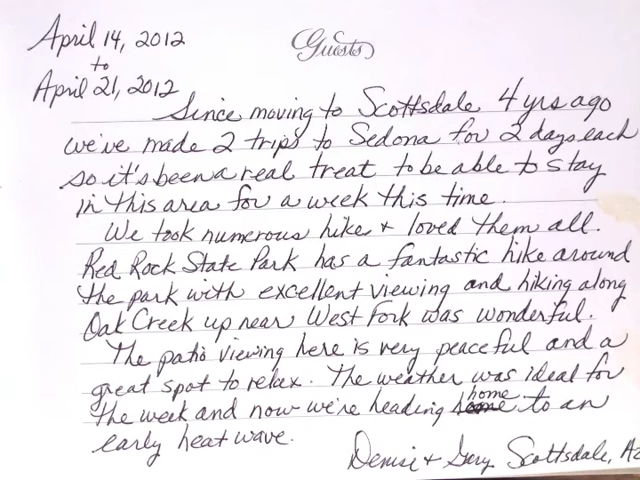 April 14, 2012
Guests
to
April 21, 2012
Since moving to Scottsdale 4 yrs ago
we've made 2 trips to Sedona for 2 days each
so it's been a real treat to be able to stay
in this area for a week this time.
We took numerous hike + loved them all.
Red Rock State Park has a fantastic hike around
the park with excellent viewing and hiking along
Oak Creek up near West Fork was wonderful.
The patio viewing here is very peaceful and a
great spot to relax. The weather was ideal for
the week and now we're heading home to an
early heat wave.
Denise + Gary Scottsdale, Az